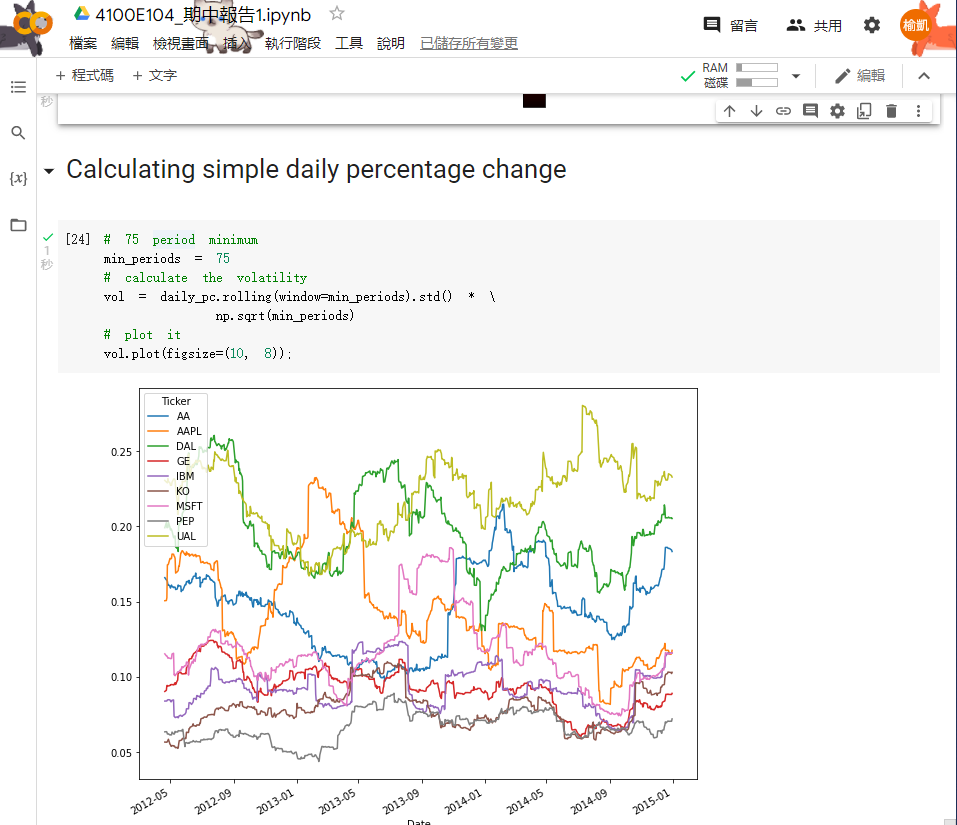 4100E104_期中報告1.ipynb
留言
共用
榆凱
檔案 編輯 檢視畫面 插入 執行階段 工具 說明 已儲存所有變更
+ 程式碼 + 文字
RAM
磁碟
編輯
秒
{x}
Calculating simple daily percentage change
1
秒
[24] # 75 period minimum
min_periods = 75
# calculate the volatility
vol = daily_pc.rolling(window=min_periods).std() * \
np.sqrt(min_periods)
# plot it
vol.plot(figsize=(10, 8));
Ticker
AA
AAPL
DAL
GE
IBM
KO
MSFT
PEP
UAL
0.25
0.20
0.15
0.10
0.05
2012-05 2012-09 2013-01 2013-05 2013-09 2014-01 2014-05 2014-09 2015-01
Date